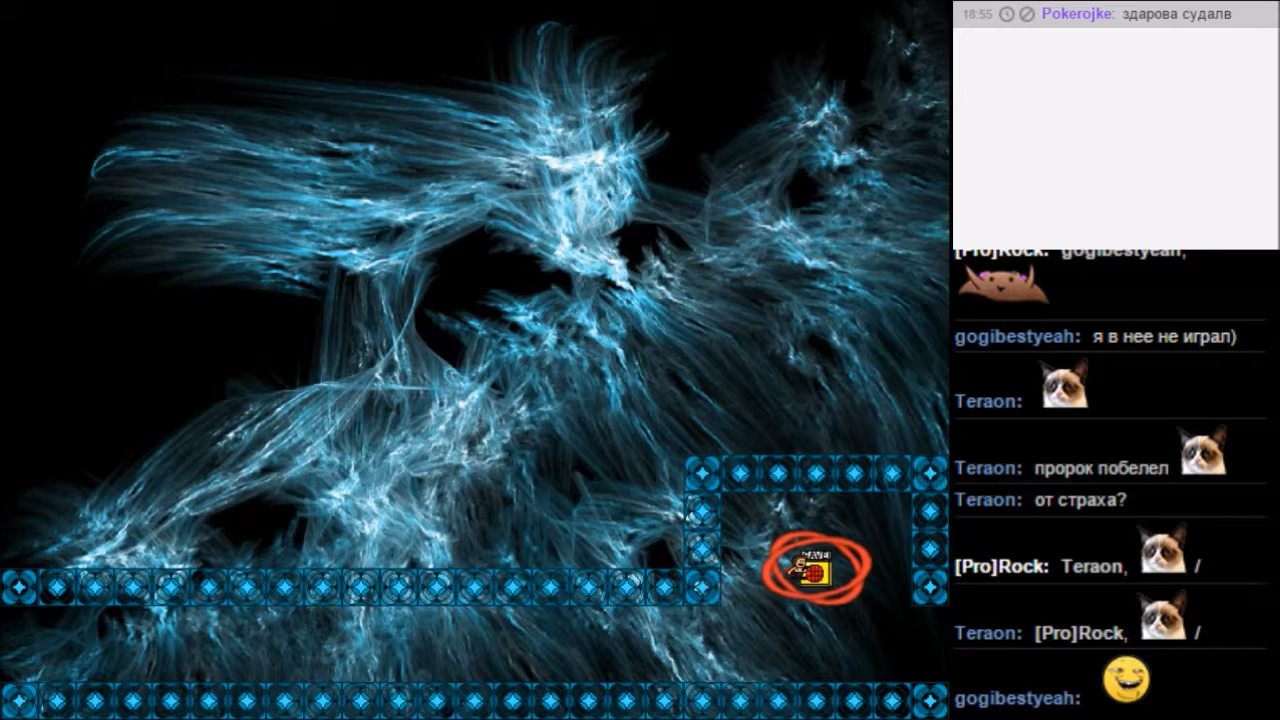 18:55 Pokerojke: здарова судалв
[Pro]Rock: gogibestyeah,
gogibestyeah: я в нее не играл)
Teraon:
Teraon: пророк побелел
Teraon: от страха?
[Pro]Rock: Teraon, /
Teraon: [Pro]Rock, /
gogibestyeah:
SAVE